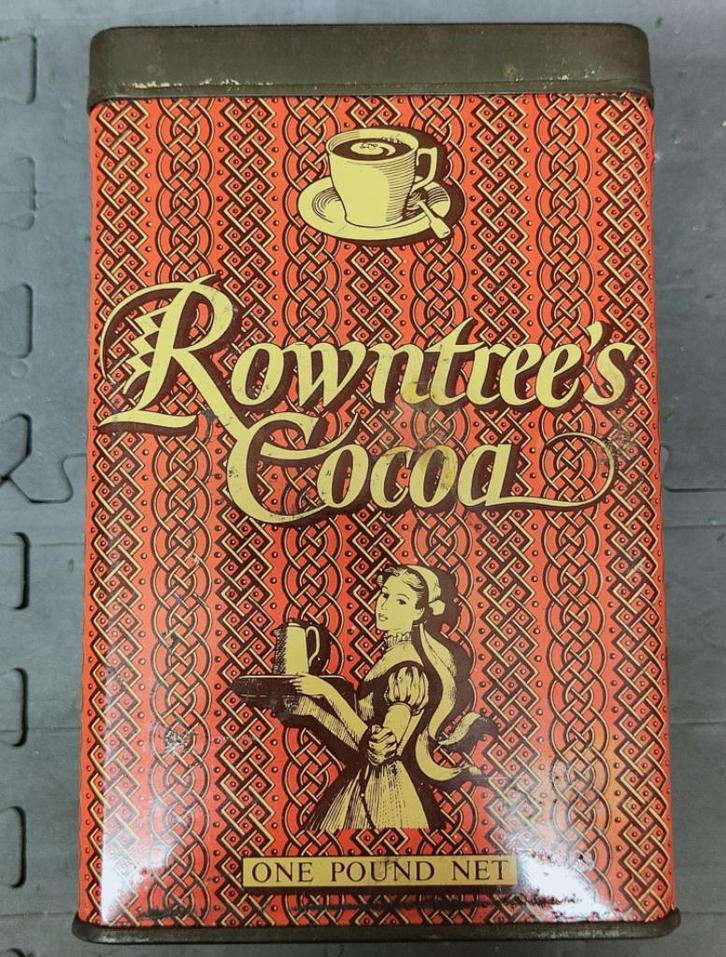 Rowntree's
Cocoa
ONE POUND NET